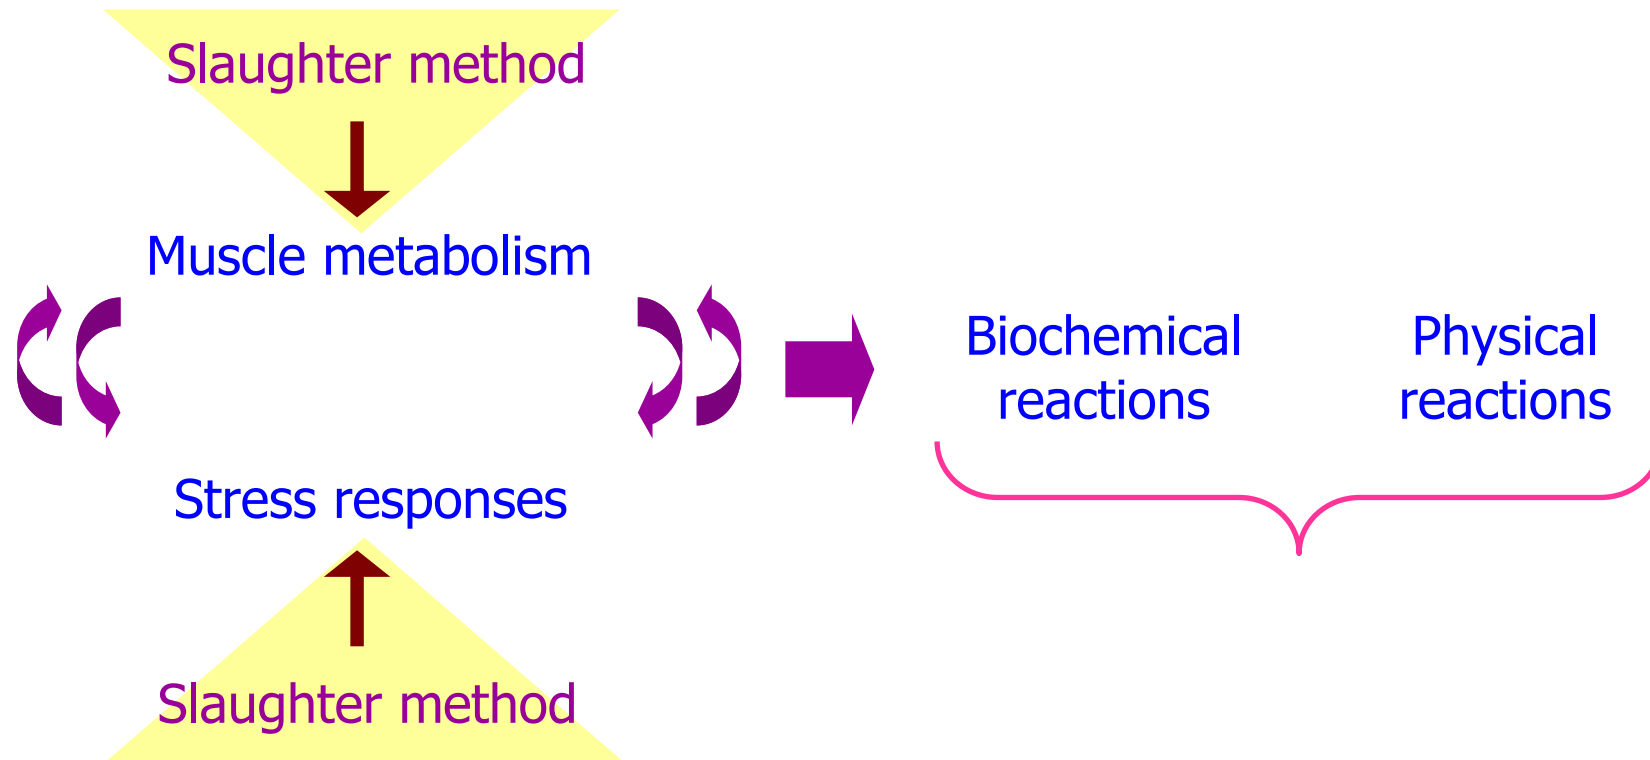 Slaughter method
Muscle metabolism
Biochemical
reactions
Physical
reactions
Stress responses
Slaughter method